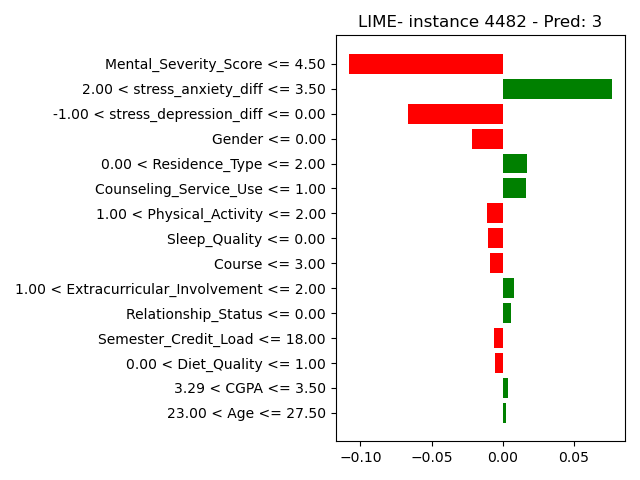 LIME- instance 4482 - Pred: 3
Mental_Severity_Score <= 4.50
2.00 < stress_anxiety_diff <= 3.50
-1.00 < stress_depression_diff <= 0.00
Gender <= 0.00
0.00 < Residence_Type <= 2.00
Counseling_Service_Use <= 1.00
1.00 < Physical_Activity <= 2.00
Sleep_Quality <= 0.00
Course <= 3.00
1.00 < Extracurricular_Involvement <= 2.00
Relationship_Status <= 0.00
Semester_Credit_Load <= 18.00
0.00 < Diet_Quality <= 1.00
3.29 < CGPA <= 3.50
23.00 < Age <= 27.50
−0.10 −0.05 0.00 0.05